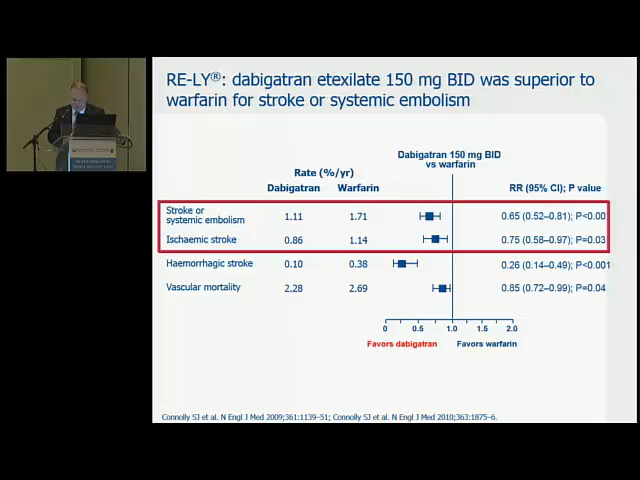 RE-LY®: dabigatran etexilate 150 mg BID was superior to
warfarin for stroke or systemic embolism
Dabigatran 150 mg BID
vs warfarin
Rate (%/yr)
Dabigatran Warfarin RR (95% CI); P value
Stroke or
systemic embolism 1.11 1.71 0.65 (0.52–0.81); P<0.00
Ischaemic stroke 0.86 1.14 0.75 (0.58–0.97); P=0.03
Haemorrhagic stroke 0.10 0.38 0.26 (0.14–0.49); P<0.001
Vascular mortality 2.28 2.69 0.85 (0.72–0.99); P=0.04
0 0.5 1.0 1.5 2.0
Favors dabigatran Favors warfarin
Connolly SJ et al. N Engl J Med 2009;361:1139–51; Connolly SJ et al. N Engl J Med 2010;363:1875–6.